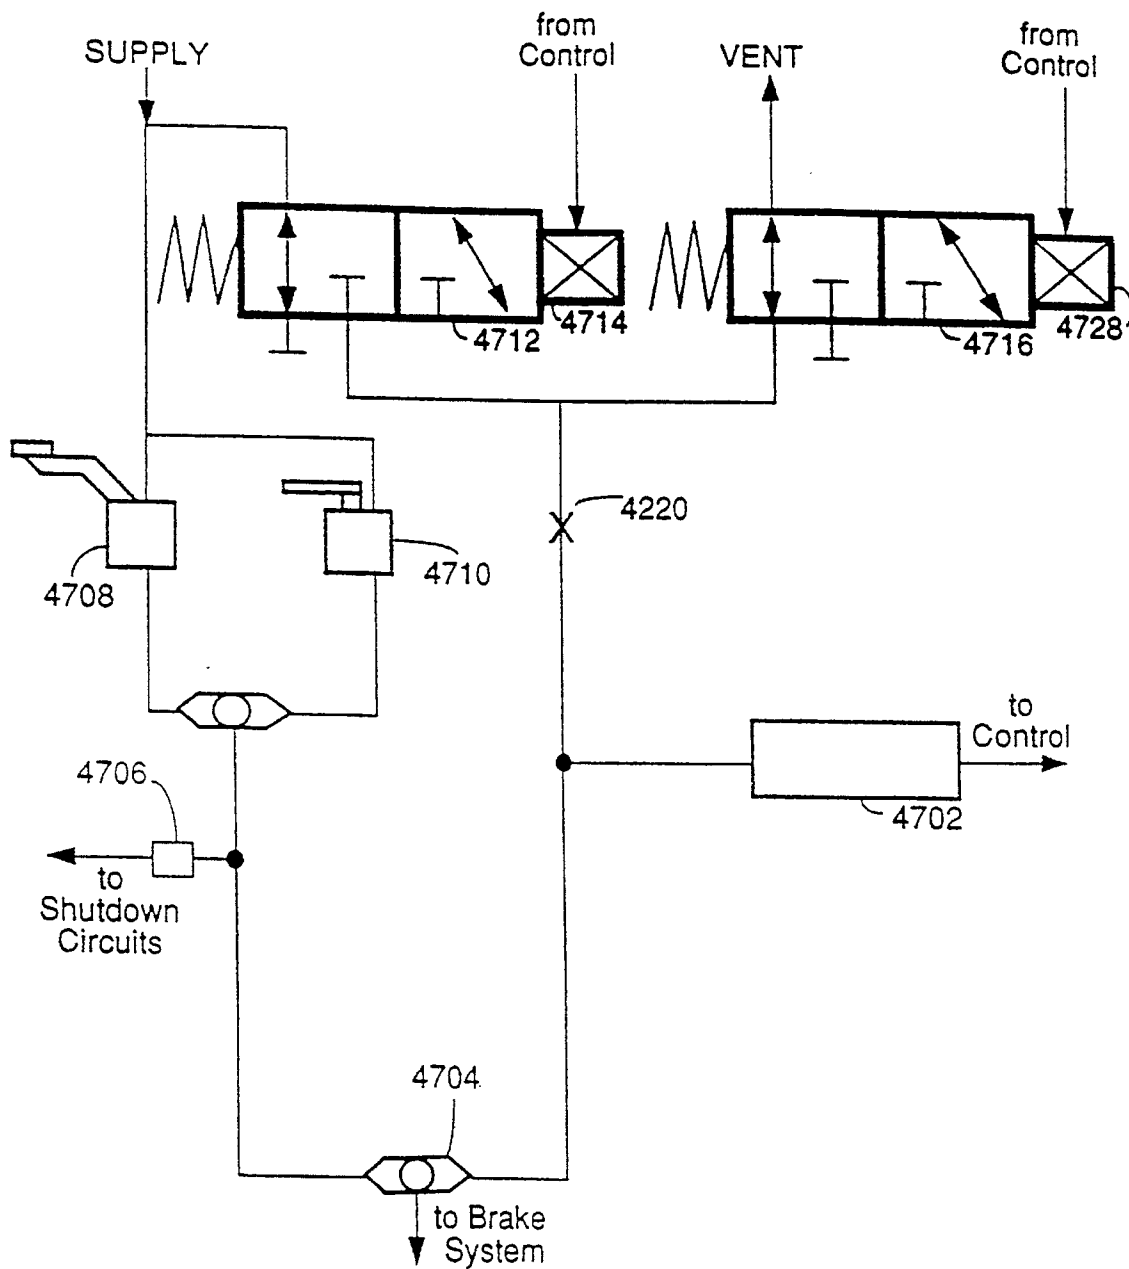 from
Control
SUPPLY
VENT
from
Control
4714
4712
4716
4728
4220
4708
4710
4706
to
Control
4702
to
Shutdown
Circuits
4704
to Brake
System